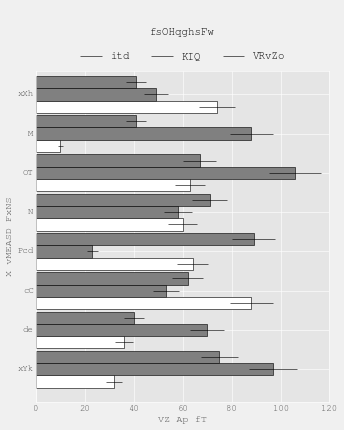 fsOHqghsFw
itd KIQ VRvZo
xXh
M
OT
N
Pcd
cC
de
xYk
X vMEASD FxNS
0 20 40 60 80 100 120
VZ Ap fT